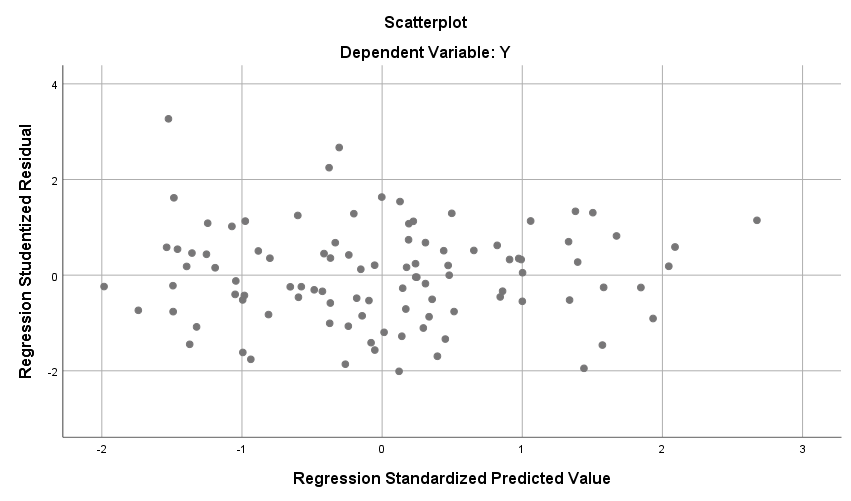 Scatterplot
Dependent Variable: Y
Regression Studentized Residual
4
2
0
-2
-2
-1
0
1
2
3
Regression Standardized Predicted Value